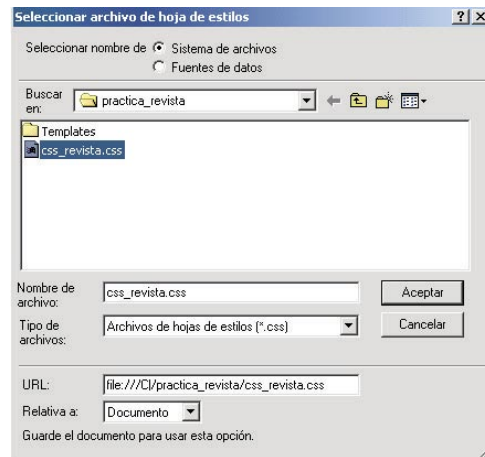 Seleccionar archivo de hoja de estilos
Seleccionar nombre de Sistema de archivos
Fuentes de datos
Buscar en: practica_revista
Templates
css_revista.css
Nombre de archivo: css_revista.css
Aceptar
Tipo de archivos: Archivos de hojas de estilos (*.css)
Cancelar
URL: file:///C|/practica_revista/css_revista.css
Relativa a: Documento
Guarde el documento para usar esta opción.